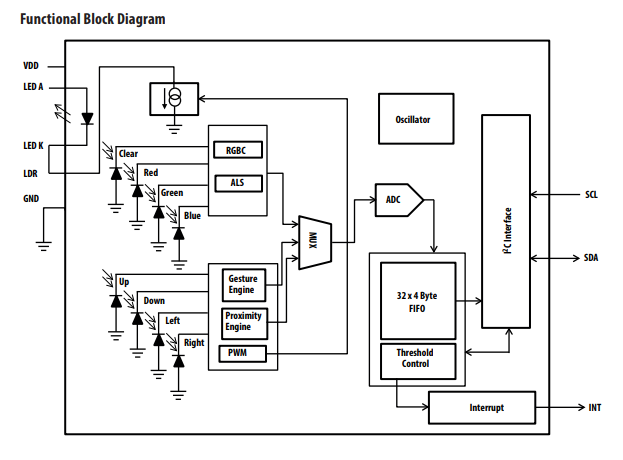 Functional Block Diagram
VDD
LED A
LED K
LDR
GND
Clear
Red
Green
Blue
RGBC
ALS
Up
Down
Left
Right
Gesture
Engine
Proximity
Engine
PWM
MUX
ADC
Oscillator
32 x 4 Byte
FIFO
Threshold
Control
I²C Interface
Interrupt
SCL
SDA
INT